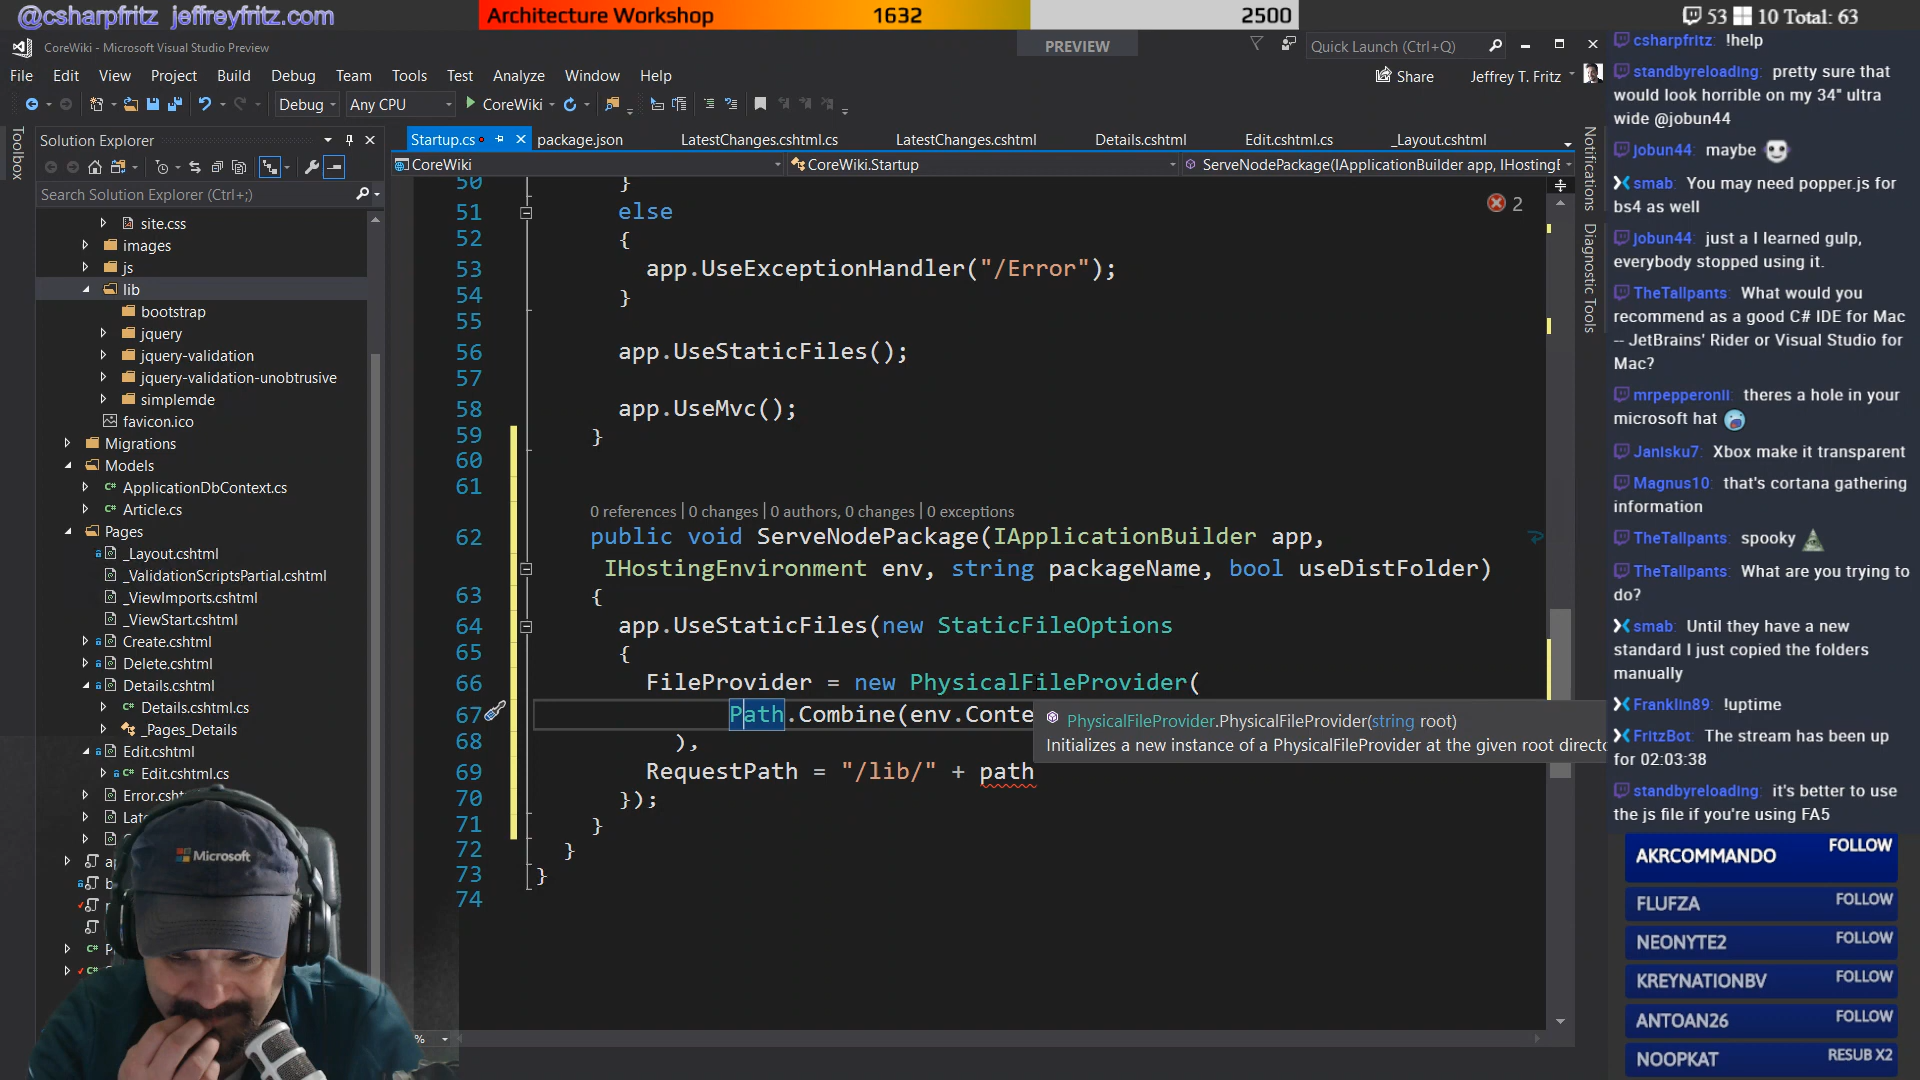 @csharpfritz jeffreyfritz.com
Architecture Workshop 1632 2500
53 10 Total: 63
CoreWiki - Microsoft Visual Studio Preview
PREVIEW
Quick Launch (Ctrl+Q)
File Edit View Project Build Debug Team Tools Test Analyze Window Help
Share
Jeffrey T. Fritz
Debug Any CPU CoreWiki
Toolbox
Solution Explorer
Search Solution Explorer (Ctrl+;)
site.css
images
js
lib
bootstrap
jquery
jquery-validation
jquery-validation-unobtrusive
simplemde
favicon.ico
Migrations
Models
ApplicationDbContext.cs
Article.cs
Pages
_Layout.cshtml
_ValidationScriptsPartial.cshtml
_ViewImports.cshtml
_ViewStart.cshtml
Create.cshtml
Delete.cshtml
Details.cshtml
Details.cshtml.cs
_Pages_Details
Edit.cshtml
Edit.cshtml.cs
Error.cshtml
Microsoft
Startup.cs package.json LatestChanges.cshtml.cs LatestChanges.cshtml Details.cshtml Edit.cshtml.cs _Layout.cshtml
CoreWiki CoreWiki.Startup ServeNodePackage(IApplicationBuilder app, IHostingE
2
50 }
51 else
52 {
53 app.UseExceptionHandler("/Error");
54 }
55
56 app.UseStaticFiles();
57
58 app.UseMvc();
59 }
60
61
0 references | 0 changes | 0 authors, 0 changes | 0 exceptions
62 public void ServeNodePackage(IApplicationBuilder app,
IHostingEnvironment env, string packageName, bool useDistFolder)
63 {
64 app.UseStaticFiles(new StaticFileOptions
65 {
66 FileProvider = new PhysicalFileProvider(
67 Path.Combine(env.Conte
PhysicalFileProvider.PhysicalFileProvider(string root)
Initializes a new instance of a PhysicalFileProvider at the given root directo
68 ),
69 RequestPath = "/lib/" + path
70 });
71 }
72 }
73 }
74
%
Notifications
Diagnostic Tools
csharpfritz: !help
standbyreloading: pretty sure that
would look horrible on my 34" ultra
wide @jobun44
jobun44: maybe
smab: You may need popper.js for
bs4 as well
jobun44: just a I learned gulp,
everybody stopped using it.
TheTallpants: What would you
recommend as a good C# IDE for Mac
-- JetBrains' Rider or Visual Studio for
Mac?
mrpepperonII: theres a hole in your
microsoft hat
Janisku7: Xbox make it transparent
Magnus10: that's cortana gathering
information
TheTallpants: spooky
TheTallpants: What are you trying to
do?
smab: Until they have a new
standard I just copied the folders
manually
Franklin89: !uptime
FritzBot: The stream has been up
for 02:03:38
standbyreloading: it's better to use
the js file if you're using FA5
AKRCOMMANDO FOLLOW
FLUFZA FOLLOW
NEONYTE2 FOLLOW
KREYNATIONBV FOLLOW
ANTOAN26 FOLLOW
NOOPKAT RESUB X2